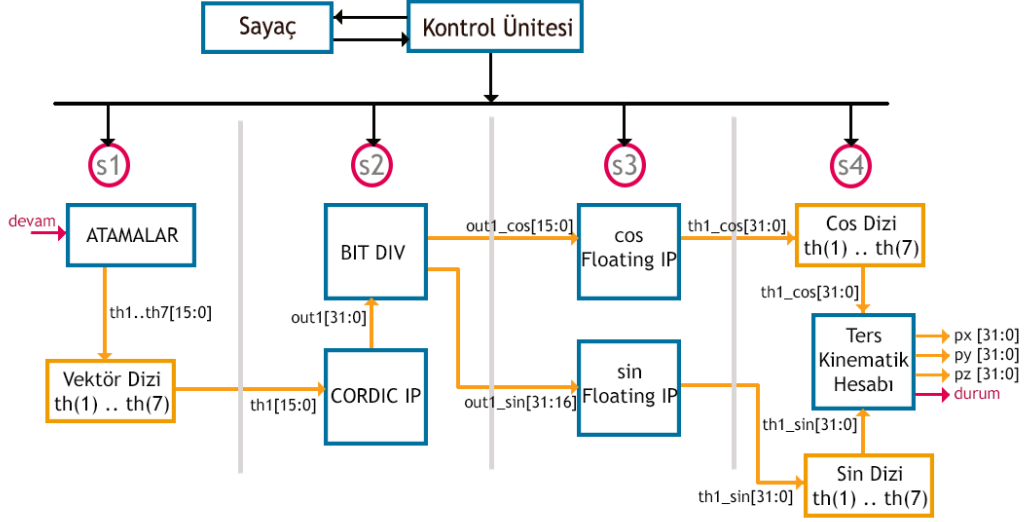 Sayaç
Kontrol Ünitesi
s1
s2
s3
s4
devam
ATAMALAR
th1..th7[15:0]
Vektör Dizi
th(1) .. th(7)
th1[15:0]
BIT DIV
out1[31:0]
CORDIC IP
out1_cos[15:0]
out1_sin[31:16]
cos
Floating IP
sin
Floating IP
th1_cos[31:0]
th1_sin[31:0]
Cos Dizi
th(1) .. th(7)
th1_cos[31:0]
Ters
Kinematik
Hesabı
px [31:0]
py [31:0]
pz [31:0]
durum
th1_sin[31:0]
Sin Dizi
th(1) .. th(7)